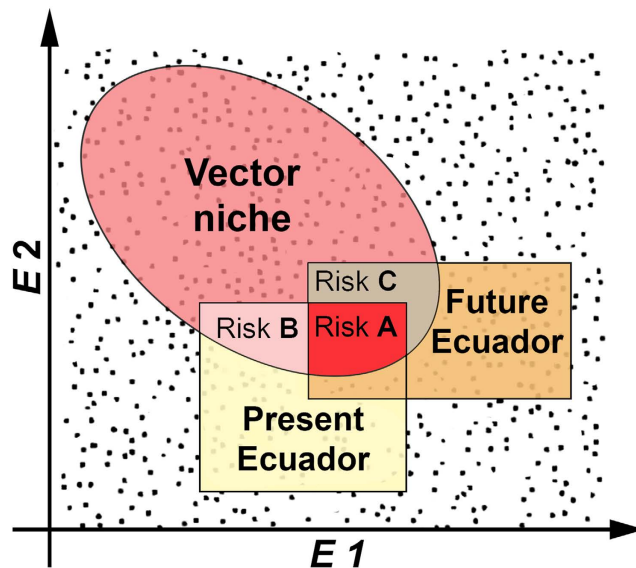 Vector
niche
E 2
Risk C
Risk B
Risk A
Future
Ecuador
Present
Ecuador
E 1